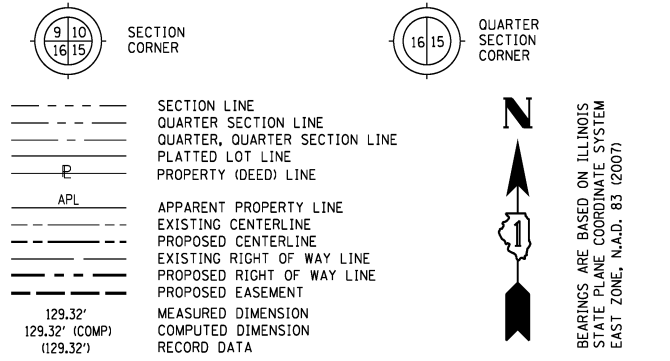 9 10
16 15
SECTION
CORNER
16 15
QUARTER
SECTION
CORNER
SECTION LINE
QUARTER SECTION LINE
QUARTER, QUARTER SECTION LINE
PLATTED LOT LINE
PL PROPERTY (DEED) LINE
APL
APPARENT PROPERTY LINE
EXISTING CENTERLINE
PROPOSED CENTERLINE
EXISTING RIGHT OF WAY LINE
PROPOSED RIGHT OF WAY LINE
PROPOSED EASEMENT
129.32' MEASURED DIMENSION
129.32' (COMP) COMPUTED DIMENSION
(129.32') RECORD DATA
N
1
BEARINGS ARE BASED ON ILLINOIS
STATE PLANE COORDINATE SYSTEM
EAST ZONE, N.A.D. 83 (2007)